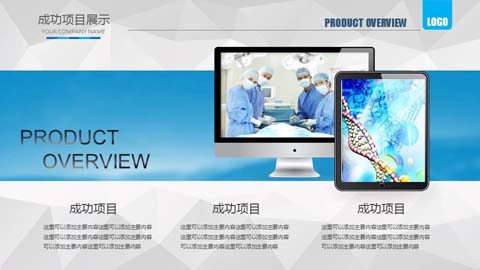 成功项目展示
YOUR COMPANY NAME
PRODUCT OVERVIEW
LOGO
PRODUCT
OVERVIEW
成功项目
这里可以添加主要内容这里可以添加主要内容
这里可以添加主要内容这里可以添加主要内容
可以添加主要内容这里可以添加主要内容
成功项目
这里可以添加主要内容这里可以添加主要内容
这里可以添加主要内容这里可以添加主要内容
可以添加主要内容这里可以添加主要内容
成功项目
这里可以添加主要内容这里可以添加主要内容
这里可以添加主要内容这里可以添加主要内容
可以添加主要内容这里可以添加主要内容